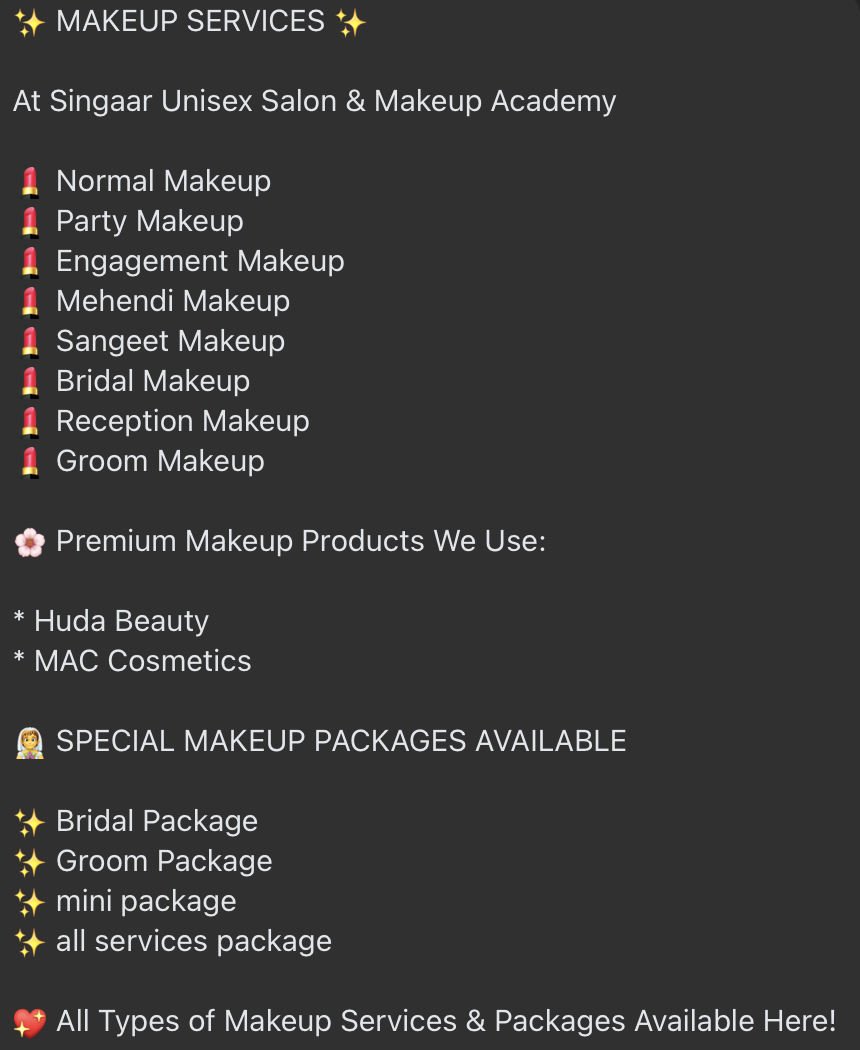 ✨ MAKEUP SERVICES ✨
At Singaar Unisex Salon & Makeup Academy
💄 Normal Makeup
💄 Party Makeup
💄 Engagement Makeup
💄 Mehendi Makeup
💄 Sangeet Makeup
💄 Bridal Makeup
💄 Reception Makeup
💄 Groom Makeup
🌸 Premium Makeup Products We Use:
* Huda Beauty
* MAC Cosmetics
👰 SPECIAL MAKEUP PACKAGES AVAILABLE
✨ Bridal Package
✨ Groom Package
✨ mini package
✨ all services package
💖 All Types of Makeup Services & Packages Available Here!